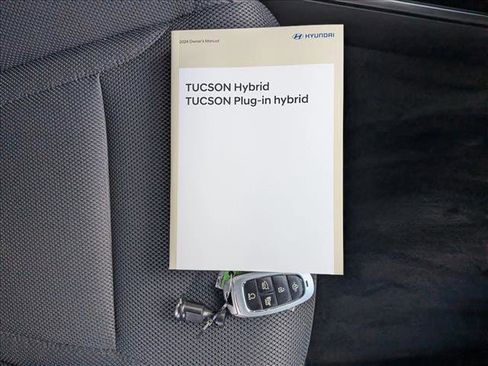 2024 Owner's Manual
HYUNDAI
TUCSON Hybrid
TUCSON Plug-in hybrid